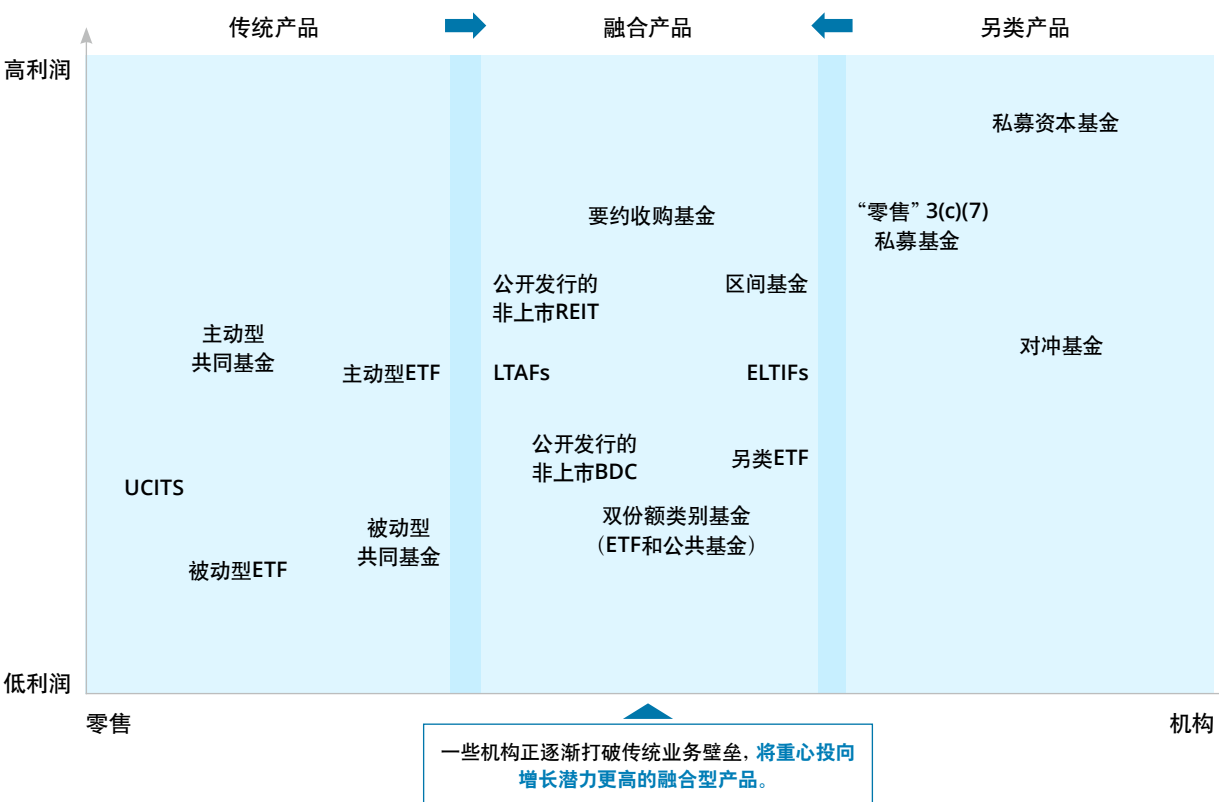 传统产品
融合产品
另类产品
高利润
私募资本基金
“零售” 3(c)(7)
私募基金
要约收购基金
公开发行的
非上市REIT
区间基金
主动型
共同基金
对冲基金
主动型ETF
LTAFs
ELTIFs
公开发行的
非上市BDC
另类ETF
UCITS
双份额类别基金
（ETF和公共基金）
被动型
共同基金
被动型ETF
低利润
零售
机构
一些机构正逐渐打破传统业务壁垒，将重心投向
增长潜力更高的融合型产品。